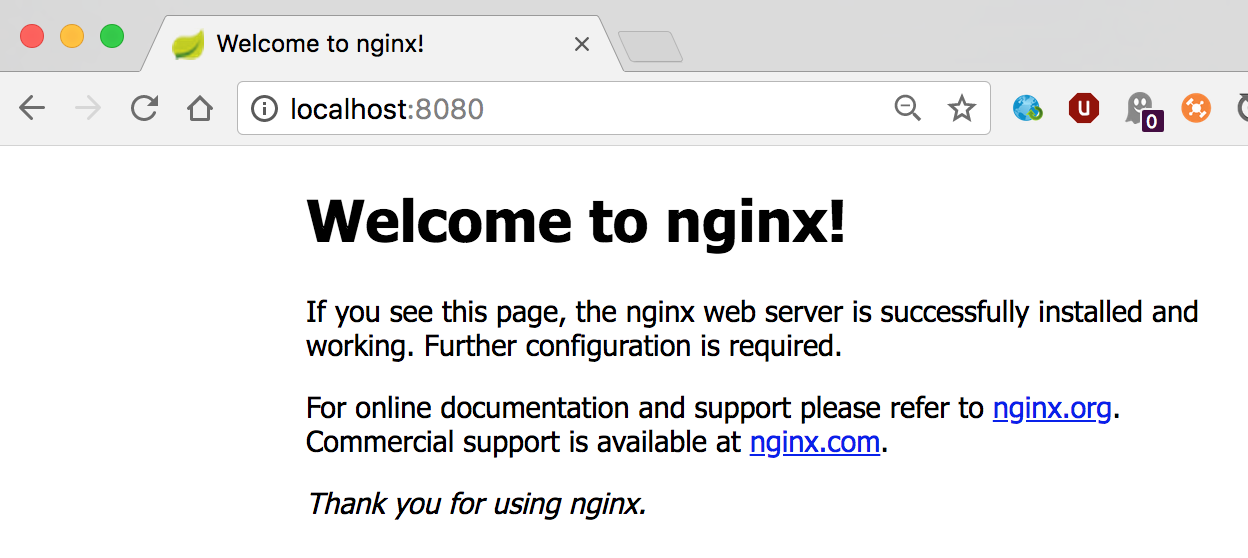 Welcome to nginx!
localhost:8080
U
0
Welcome to nginx!
If you see this page, the nginx web server is successfully installed and
working. Further configuration is required.
For online documentation and support please refer to nginx.org.
Commercial support is available at nginx.com.
Thank you for using nginx.